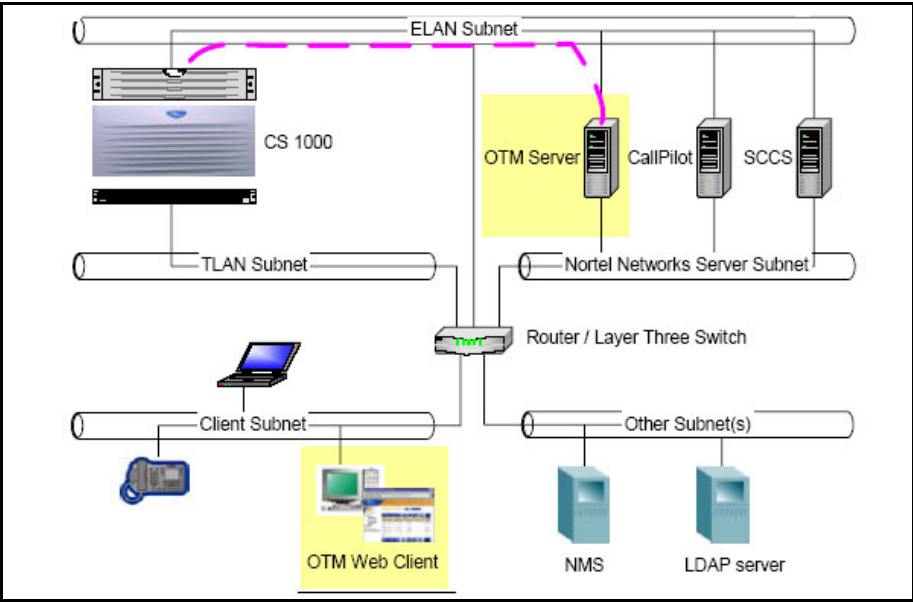 ELAN Subnet
CS 1000
OTM Server
CallPilot
SCCS
TLAN Subnet
Nortel Networks Server Subnet
Router / Layer Three Switch
Client Subnet
Other Subnet(s)
OTM Web Client
NMS
LDAP server